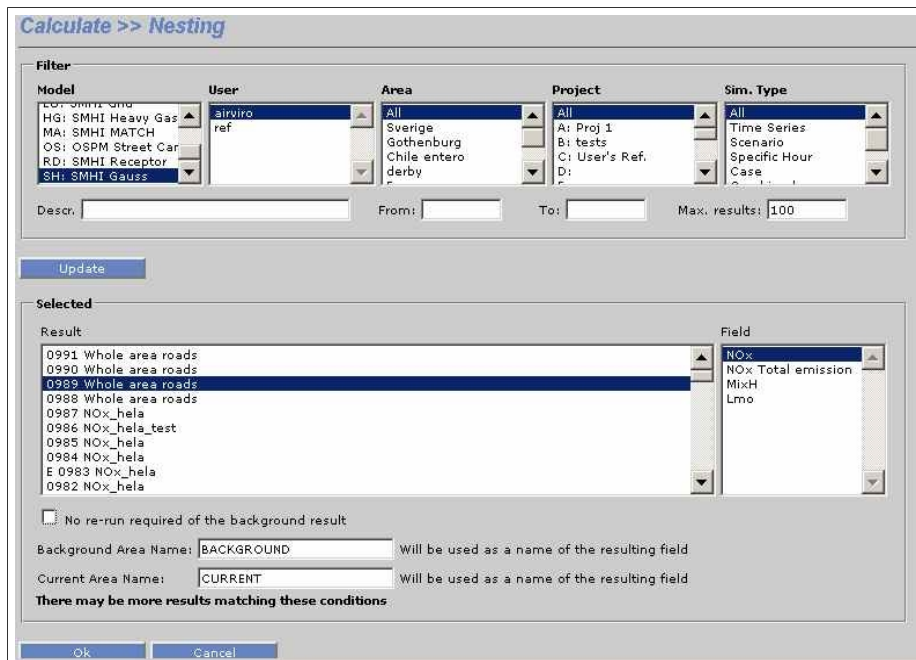 Calculate >> Nesting
Filter
Model User Area Project Sim. Type
HG: SMHI Heavy Gas
MA: SMHI MATCH
OS: OSPM Street Car
RD: SMHI Receptor
SH: SMHI Gauss
airviro
ref
All
Sverige
Gothenburg
Chile entero
derby
All
A: Proj 1
B: tests
C: User's Ref.
D:
All
Time Series
Scenario
Specific Hour
Case
Descr. From: To: Max. results: 100
Update
Selected
Result Field
0991 Whole area roads
0990 Whole area roads
0989 Whole area roads
0988 Whole area roads
0987 NOx_hela
0986 NOx_hela_test
0985 NOx_hela
0984 NOx_hela
E 0983 NOx_hela
0982 NOx_hela
NOx
NOx Total emission
MixH
Lmo
No re-run required of the background result
Background Area Name: BACKGROUND Will be used as a name of the resulting field
Current Area Name: CURRENT Will be used as a name of the resulting field
There may be more results matching these conditions
Ok Cancel